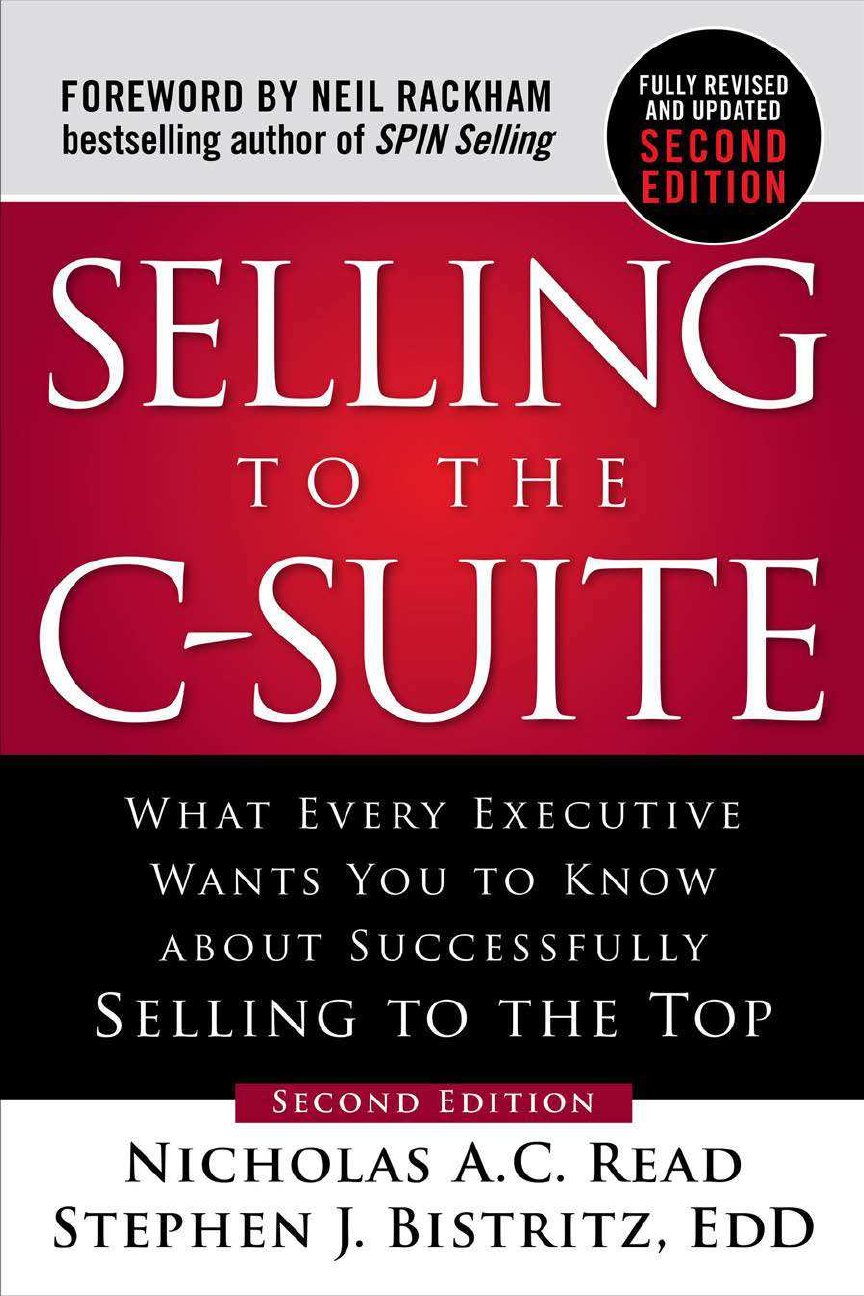 FOREWORD BY NEIL RACKHAM
bestselling author of SPIN Selling
FULLY REVISED
AND UPDATED
SECOND
EDITION
SELLING
TO THE
C-SUITE
WHAT EVERY EXECUTIVE
WANTS YOU TO KNOW
ABOUT SUCCESSFULLY
SELLING TO THE TOP
SECOND EDITION
NICHOLAS A.C. READ
STEPHEN J. BISTRITZ, EDD